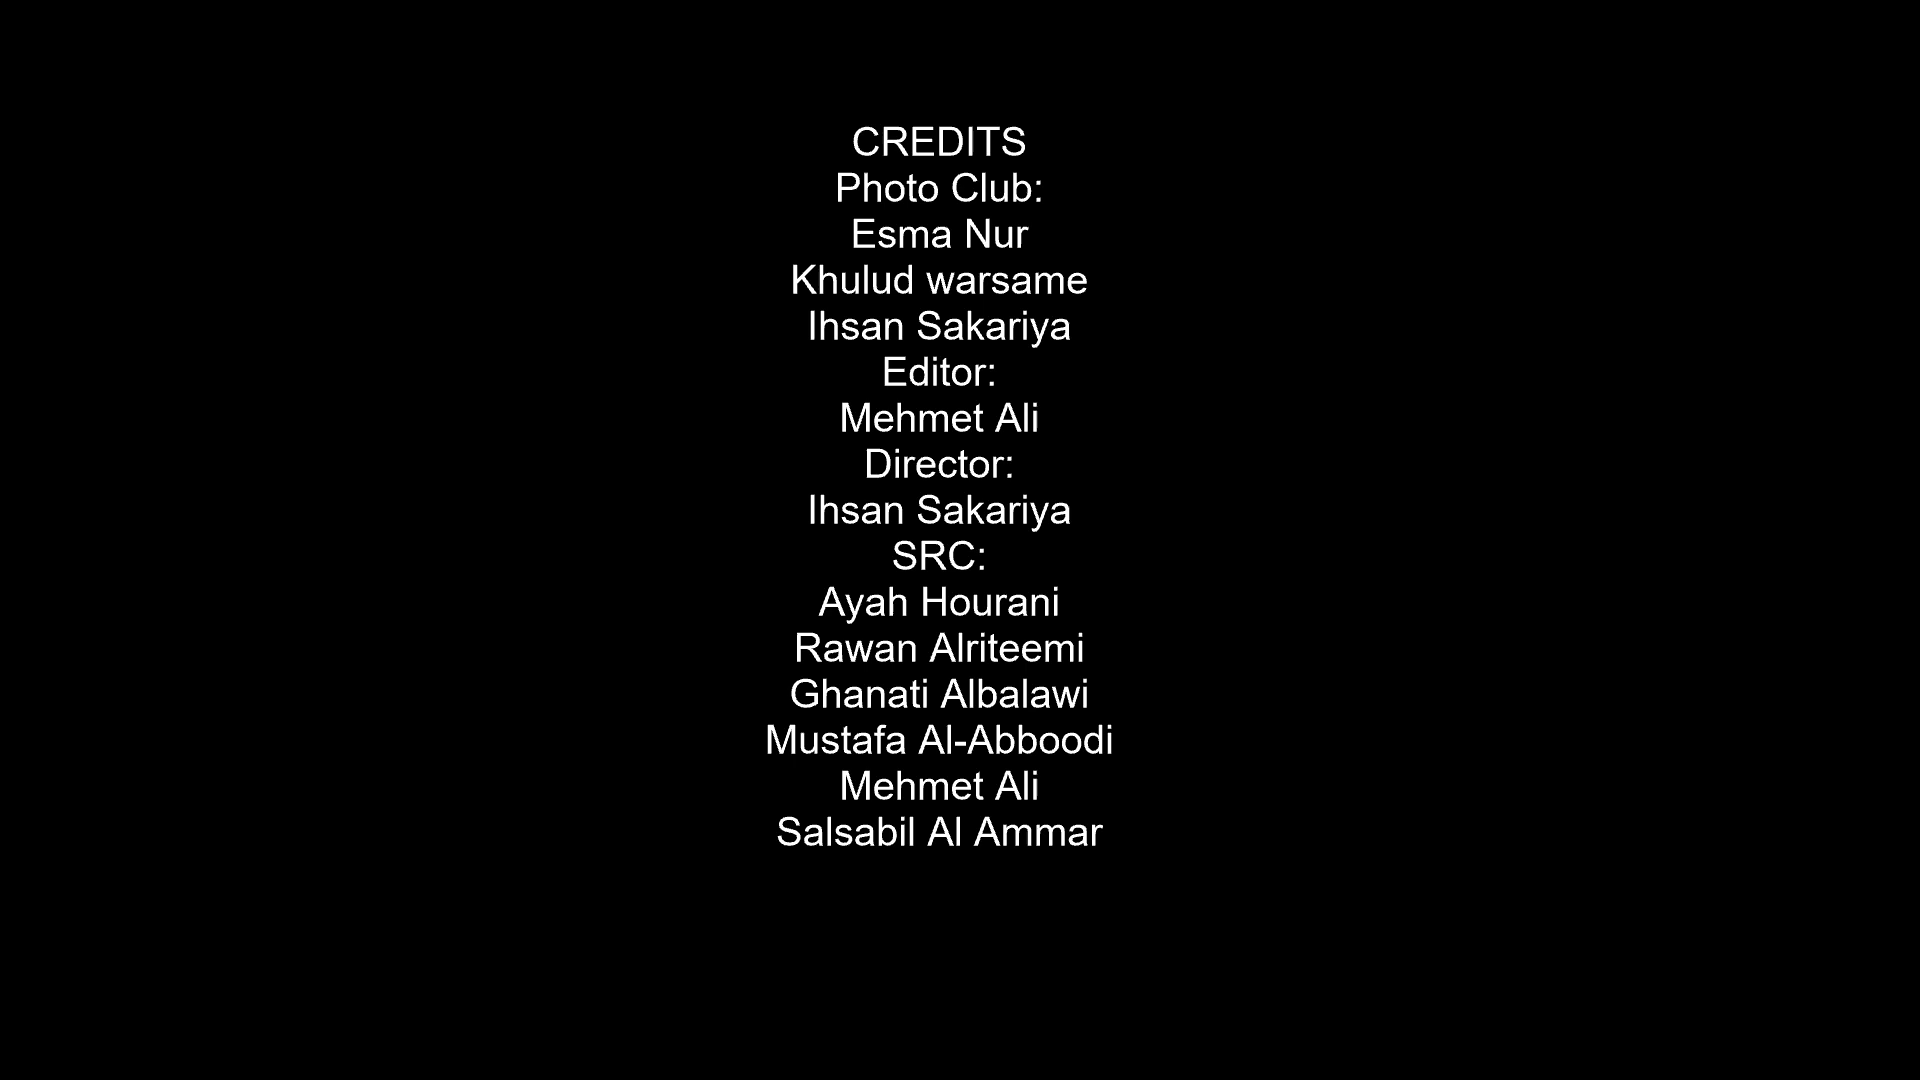 CREDITS
Photo Club:
Esma Nur
Khulud warsame
Ihsan Sakariya
Editor:
Mehmet Ali
Director:
Ihsan Sakariya
SRC:
Ayah Hourani
Rawan Alriteemi
Ghanati Albalawi
Mustafa Al-Abboodi
Mehmet Ali
Salsabil Al Ammar